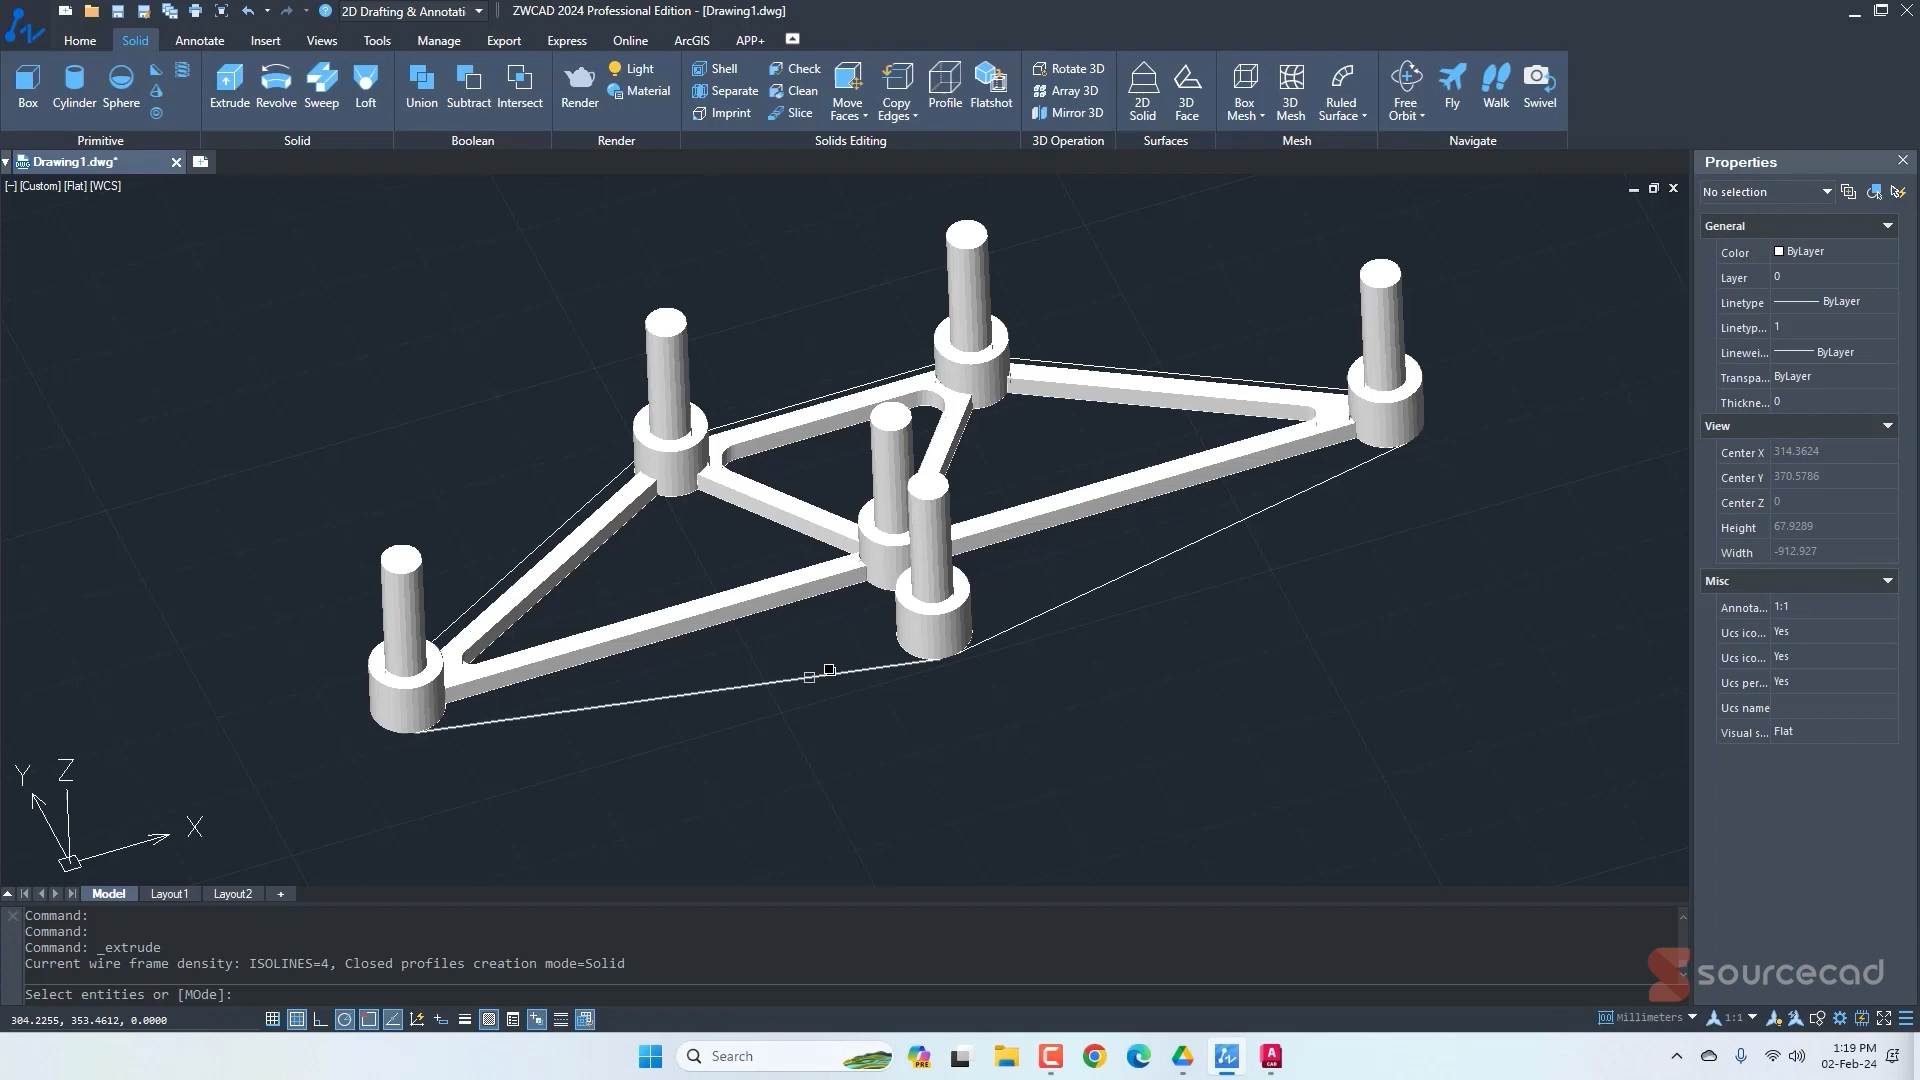 2D Drafting & Annotati
ZWCAD 2024 Professional Edition - [Drawing1.dwg]
Home Solid Annotate Insert Views Tools Manage Export Express Online ArcGIS APP+
Box Cylinder Sphere
Extrude Revolve Sweep Loft
Union Subtract Intersect
Render Light Material
Shell Separate Imprint
Check Clean Slice
Move Faces
Copy Edges
Profile Flatshot
Rotate 3D
Array 3D
Mirror 3D
2D Solid
3D Face
Box Mesh
3D Mesh
Ruled Surface
Free Orbit
Fly Walk Swivel
Primitive Solid Boolean Render Solids Editing 3D Operation Surfaces Mesh Navigate
Drawing1.dwg*
[−] [Custom] [Flat] [WCS]
Properties
No selection
General
Color ByLayer
Layer 0
Linetype ByLayer
Linetyp... 1
Linewei... ByLayer
Transpa... ByLayer
Thickne... 0
View
Center X 314.3624
Center Y 370.5786
Center Z 0
Height 67.9289
Width -912.927
Misc
Annota... 1:1
Ucs ico... Yes
Ucs ico... Yes
Ucs per... Yes
Ucs name
Visual s... Flat
Y Z X
Model Layout1 Layout2 +
Command:
Command:
Command: _extrude
Current wire frame density: ISOLINES=4, Closed profiles creation mode=Solid
Select entities or [MOde]:
sourcecad
304.2255, 353.4612, 0.0000
Millimeters 1:1
Search
PRE
1:19 PM
02-Feb-24